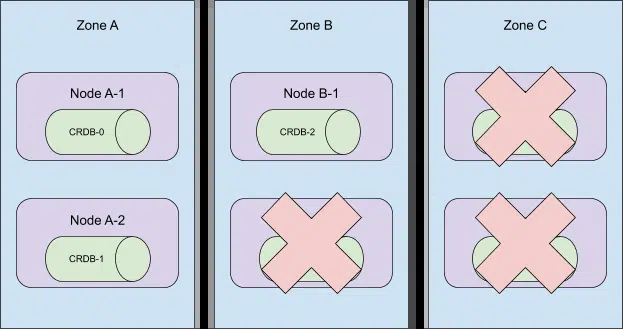 Zone A
Node A-1
CRDB-0
Node A-2
CRDB-1
Zone B
Node B-1
CRDB-2
Zone C